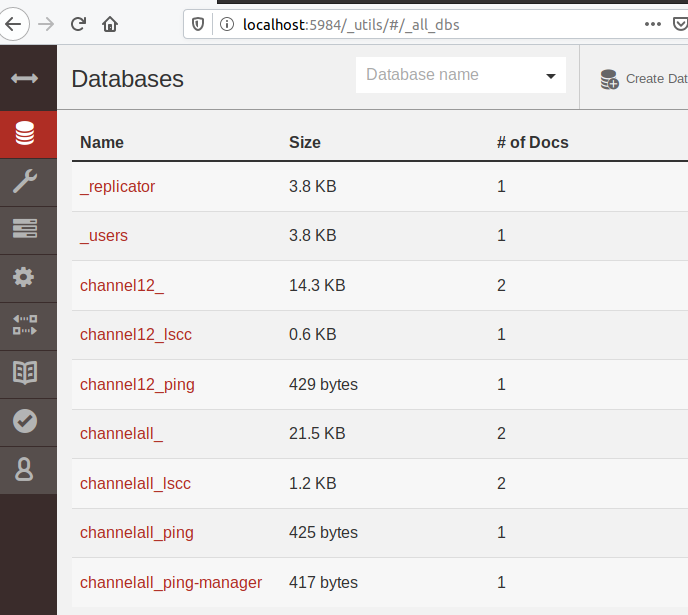 localhost:5984/_utils/#/_all_dbs
Databases
Database name
Create Dat
Name Size # of Docs
_replicator 3.8 KB 1
_users 3.8 KB 1
channel12_ 14.3 KB 2
channel12_lscc 0.6 KB 1
channel12_ping 429 bytes 1
channelall_ 21.5 KB 2
channelall_lscc 1.2 KB 2
channelall_ping 425 bytes 1
channelall_ping-manager 417 bytes 1